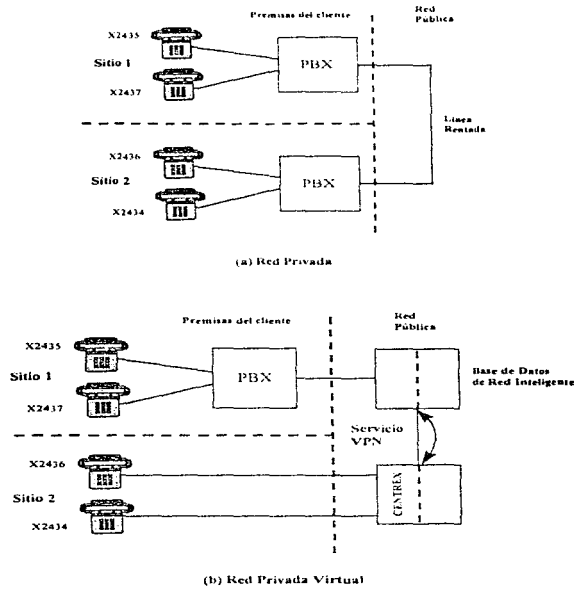 Premisas del cliente
Red
Pública
X2435
Sitio 1
PBX
X2437
Línea
Rentada
X2436
Sitio 2
PBX
X2434
(a) Red Privada
Premisas del cliente
Red
Pública
X2435
Sitio 1
PBX
X2437
Base de Datos
de Red Inteligente
Servicio
VPN
X2436
Sitio 2
CENTREX
X2434
(b) Red Privada Virtual